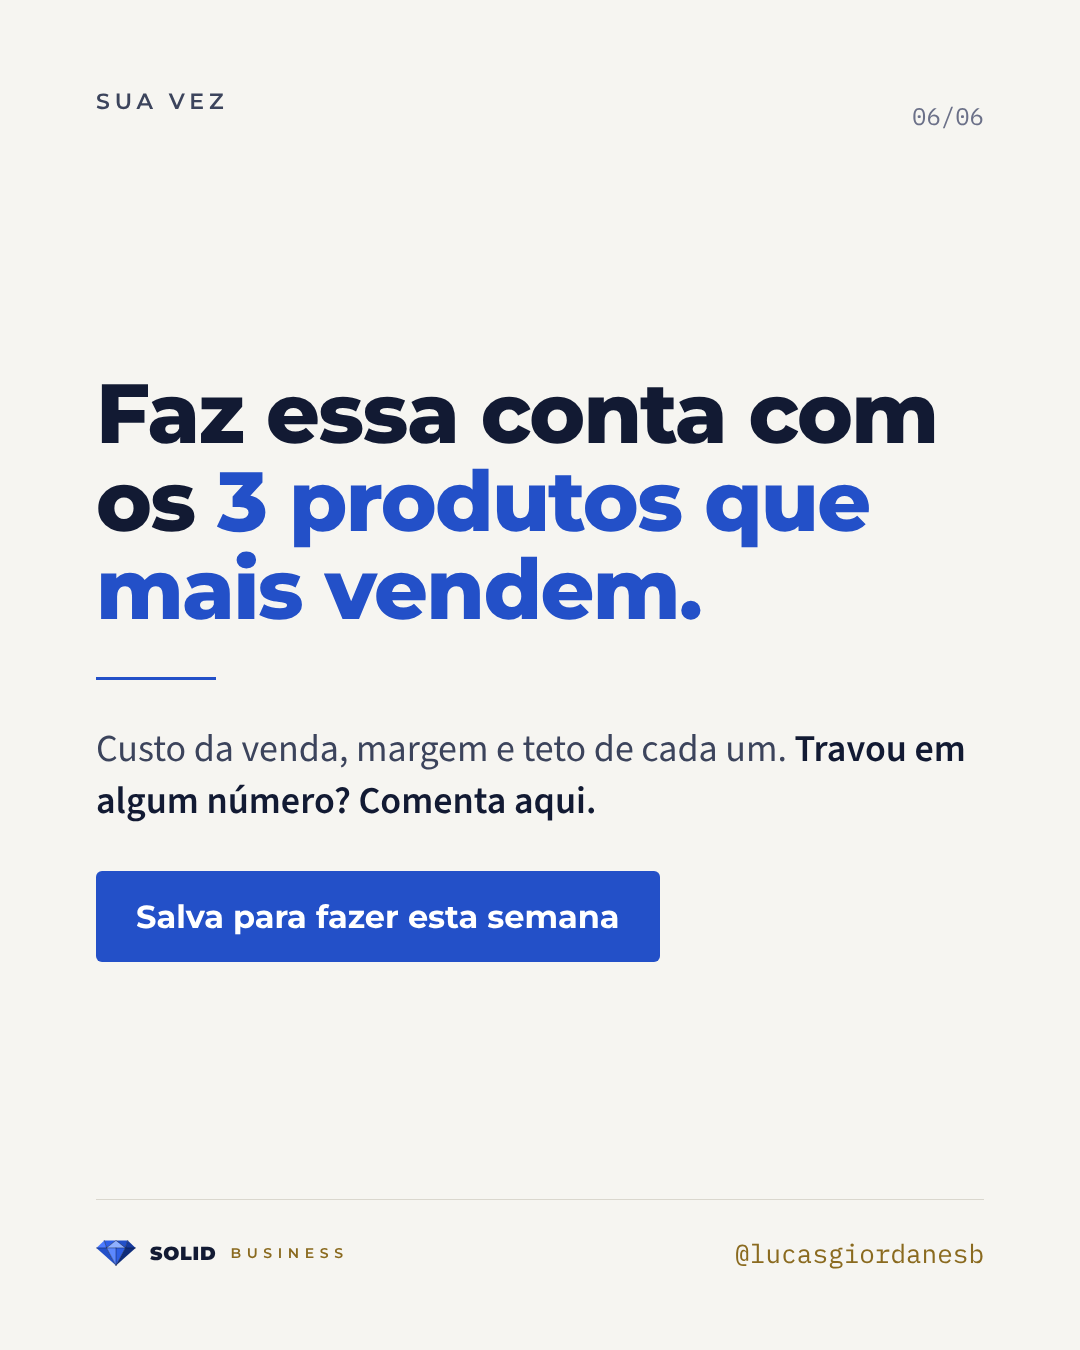 SUA VEZ
06/06
Faz essa conta com
os 3 produtos que
mais vendem.
Custo da venda, margem e teto de cada um. Travou em
algum número? Comenta aqui.
Salva para fazer esta semana
SOLID BUSINESS
@lucasgiordanesb